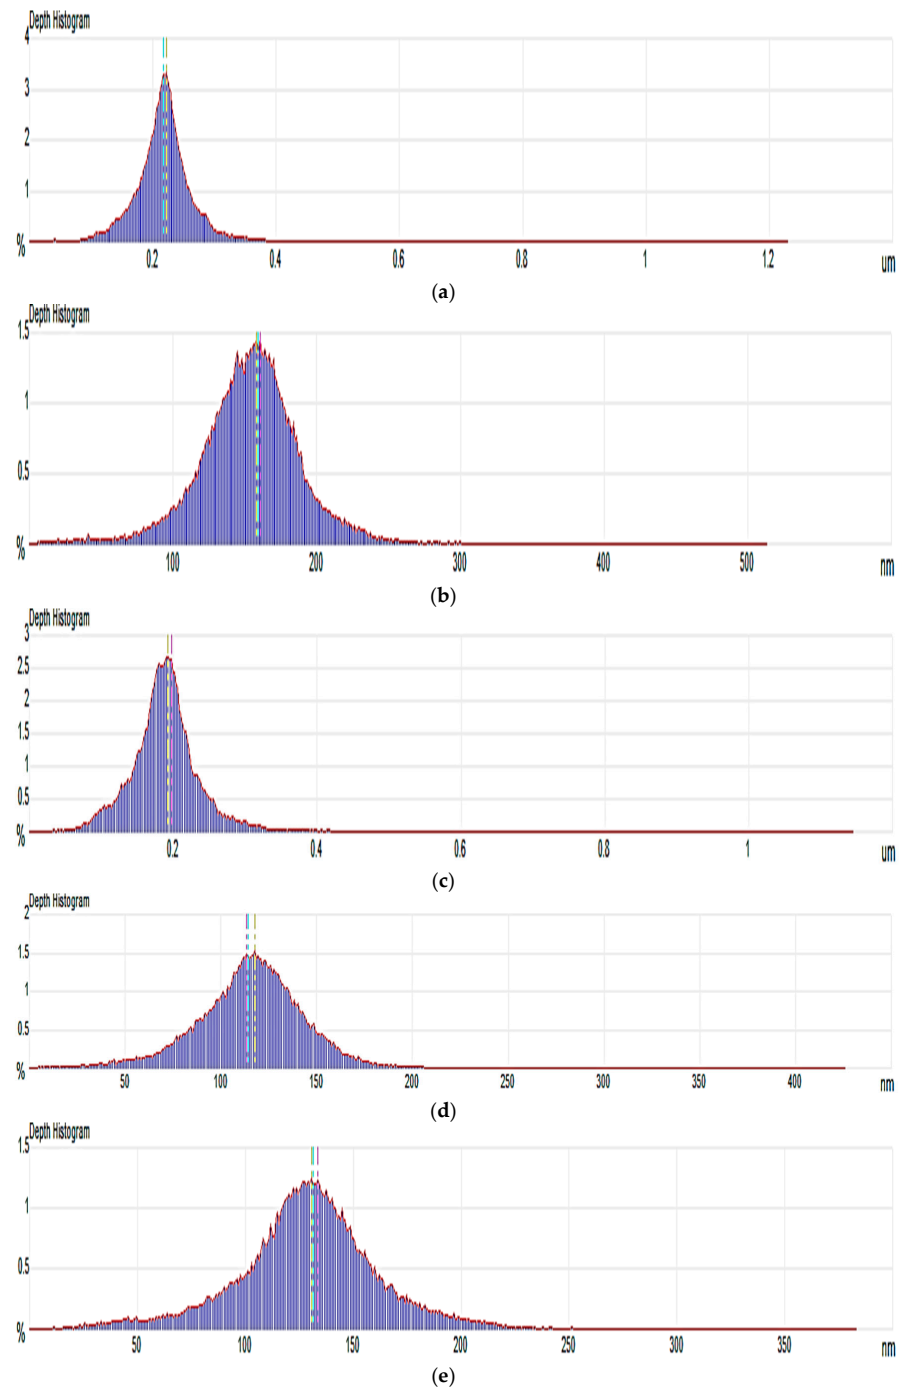 Depth Histogram
4
3
2
1
%
0.2 0.4 0.6 0.8 1 1.2 um
(a)
Depth Histogram
1.5
1
0.5
%
100 200 300 400 500 nm
(b)
Depth Histogram
3
2.5
2
1.5
1
0.5
%
0.2 0.4 0.6 0.8 1 um
(c)
Depth Histogram
2
1.5
1
0.5
%
50 100 150 200 250 300 350 400 nm
(d)
Depth Histogram
1.5
1
0.5
%
50 100 150 200 250 300 350 nm
(e)